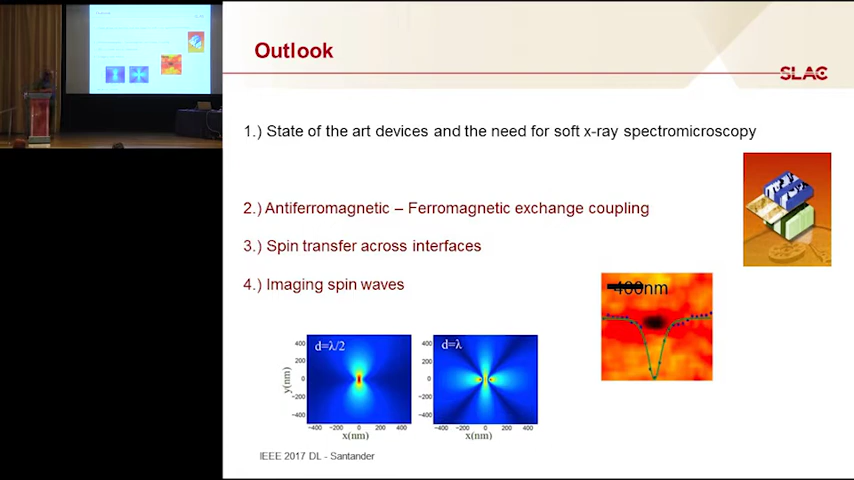 Outlook
SLAC
1.) State of the art devices and the need for soft x-ray spectromicroscopy
2.) Antiferromagnetic – Ferromagnetic exchange coupling
3.) Spin transfer across interfaces
4.) Imaging spin waves
400nm
d=λ/2
d=λ
400
200
0
−200
−400
y(nm)
−400 −200 0 200 400
x(nm)
400
200
0
−200
−400
−400 −200 0 200 400
x(nm)
IEEE 2017 DL - Santander